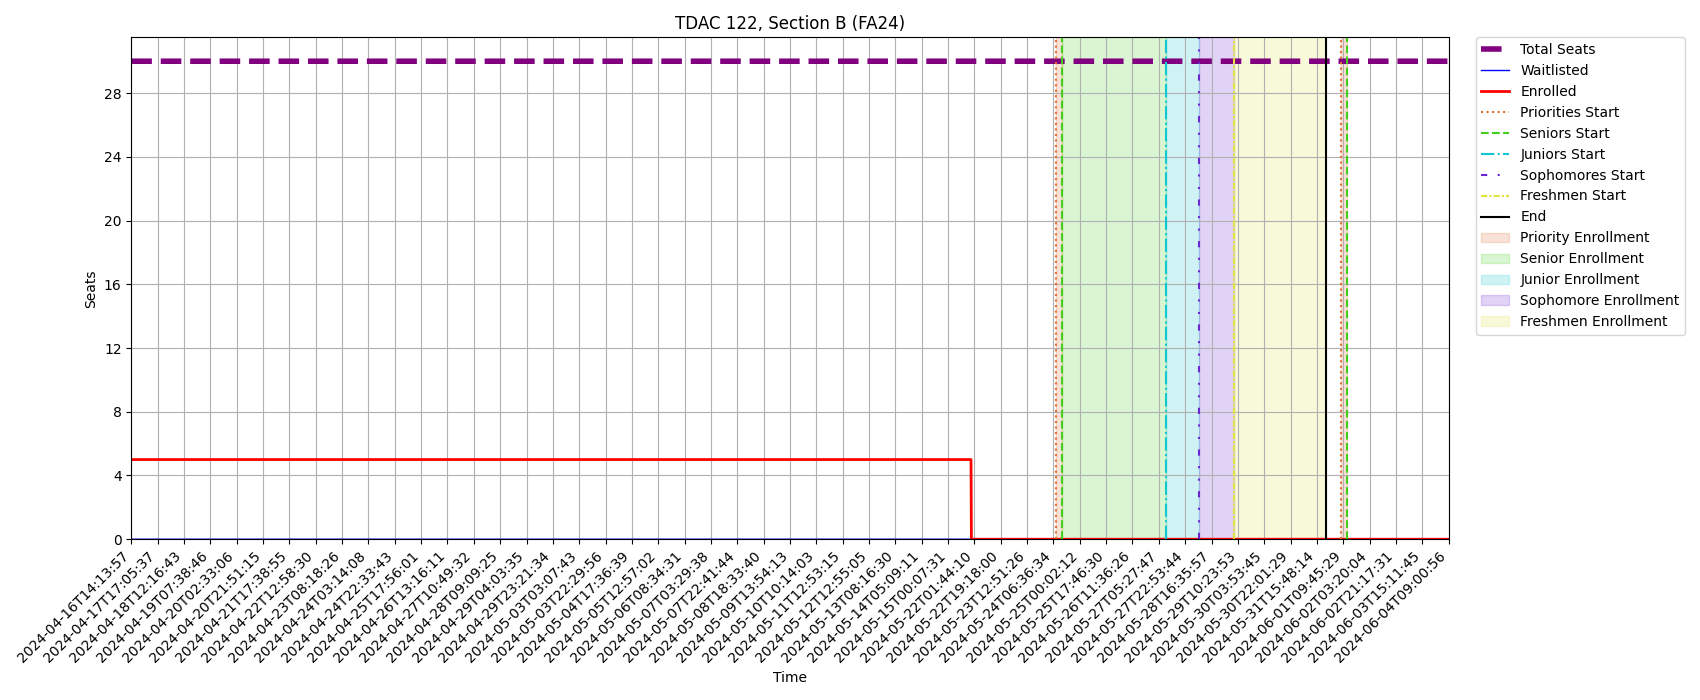 TDAC 122, Section B (FA24)
Total Seats
Waitlisted
Enrolled
Priorities Start
Seniors Start
Juniors Start
Sophomores Start
Freshmen Start
End
Priority Enrollment
Senior Enrollment
Junior Enrollment
Sophomore Enrollment
Freshmen Enrollment
Seats
28
24
20
16
12
8
4
0
2024-04-16T14:13:57
2024-04-17T17:05:37
2024-04-18T12:16:43
2024-04-19T07:38:46
2024-04-20T02:33:06
2024-04-20T21:51:15
2024-04-21T17:38:55
2024-04-22T12:58:30
2024-04-23T08:18:26
2024-04-24T03:14:08
2024-04-24T22:33:43
2024-04-25T17:56:01
2024-04-26T13:16:11
2024-04-27T10:49:32
2024-04-28T09:09:25
2024-04-29T04:03:35
2024-04-29T23:21:34
2024-05-03T03:07:43
2024-05-03T22:29:56
2024-05-04T17:36:39
2024-05-05T12:57:02
2024-05-06T08:34:31
2024-05-07T03:29:38
2024-05-07T22:41:44
2024-05-08T18:33:40
2024-05-09T13:54:13
2024-05-10T10:14:03
2024-05-11T12:53:15
2024-05-12T12:55:05
2024-05-13T08:16:30
2024-05-14T05:09:11
2024-05-15T00:07:31
2024-05-22T01:44:10
2024-05-22T19:18:00
2024-05-23T12:51:26
2024-05-24T06:36:34
2024-05-25T00:02:12
2024-05-25T17:46:30
2024-05-26T11:36:26
2024-05-27T05:27:47
2024-05-27T22:53:44
2024-05-28T16:35:57
2024-05-29T10:23:53
2024-05-30T03:53:45
2024-05-30T22:01:29
2024-05-31T15:48:14
2024-06-01T09:45:29
2024-06-02T03:20:04
2024-06-02T21:17:31
2024-06-03T15:11:45
2024-06-04T09:00:56
Time